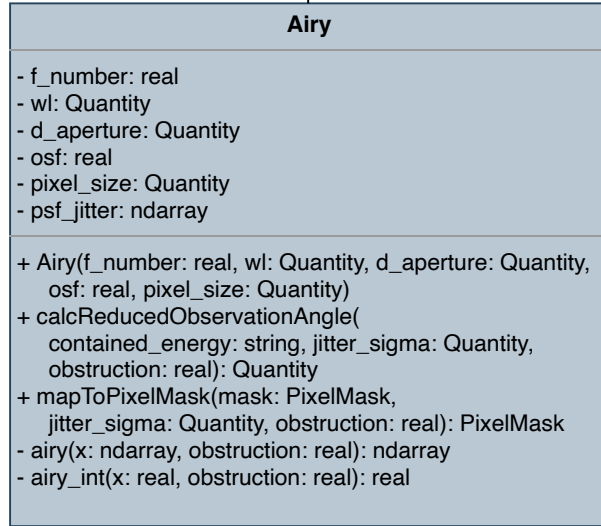 Airy
- f_number: real
- wl: Quantity
- d_aperture: Quantity
- osf: real
- pixel_size: Quantity
- psf_jitter: ndarray
+ Airy(f_number: real, wl: Quantity, d_aperture: Quantity,
osf: real, pixel_size: Quantity)
+ calcReducedObservationAngle(
contained_energy: string, jitter_sigma: Quantity,
obstruction: real): Quantity
+ mapToPixelMask(mask: PixelMask,
jitter_sigma: Quantity, obstruction: real): PixelMask
- airy(x: ndarray, obstruction: real): ndarray
- airy_int(x: real, obstruction: real): real